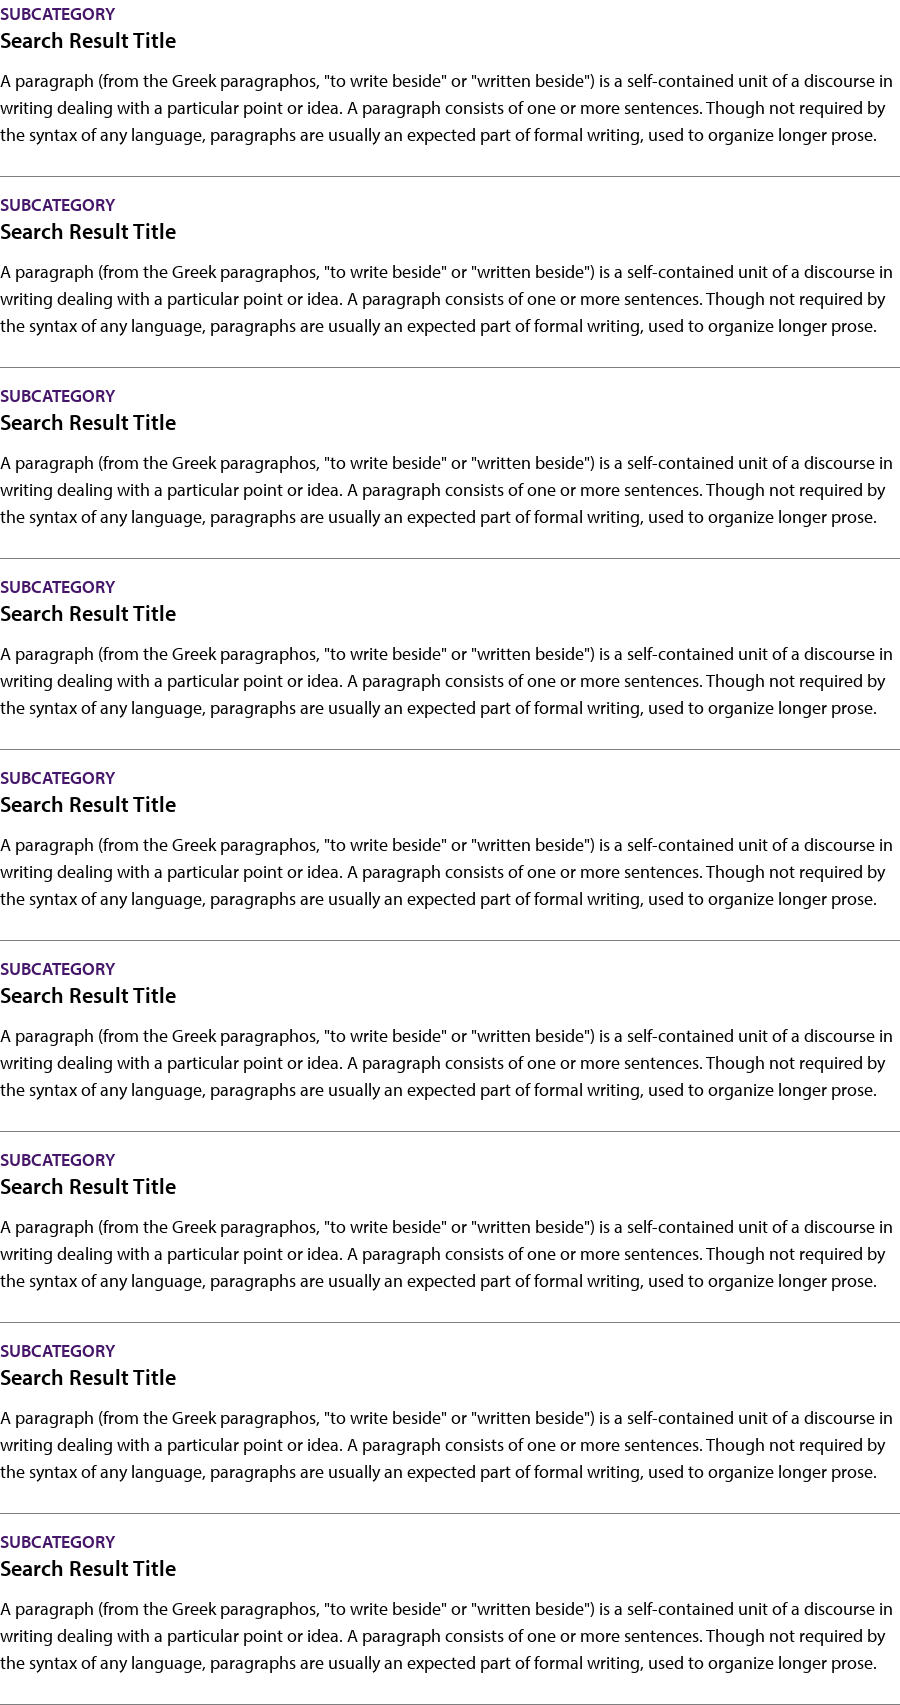 SUBCATEGORY
Search Result Title
A paragraph (from the Greek paragraphos, "to write beside" or "written beside") is a self-contained unit of a discourse in
writing dealing with a particular point or idea. A paragraph consists of one or more sentences. Though not required by
the syntax of any language, paragraphs are usually an expected part of formal writing, used to organize longer prose.
SUBCATEGORY
Search Result Title
A paragraph (from the Greek paragraphos, "to write beside" or "written beside") is a self-contained unit of a discourse in
writing dealing with a particular point or idea. A paragraph consists of one or more sentences. Though not required by
the syntax of any language, paragraphs are usually an expected part of formal writing, used to organize longer prose.
SUBCATEGORY
Search Result Title
A paragraph (from the Greek paragraphos, "to write beside" or "written beside") is a self-contained unit of a discourse in
writing dealing with a particular point or idea. A paragraph consists of one or more sentences. Though not required by
the syntax of any language, paragraphs are usually an expected part of formal writing, used to organize longer prose.
SUBCATEGORY
Search Result Title
A paragraph (from the Greek paragraphos, "to write beside" or "written beside") is a self-contained unit of a discourse in
writing dealing with a particular point or idea. A paragraph consists of one or more sentences. Though not required by
the syntax of any language, paragraphs are usually an expected part of formal writing, used to organize longer prose.
SUBCATEGORY
Search Result Title
A paragraph (from the Greek paragraphos, "to write beside" or "written beside") is a self-contained unit of a discourse in
writing dealing with a particular point or idea. A paragraph consists of one or more sentences. Though not required by
the syntax of any language, paragraphs are usually an expected part of formal writing, used to organize longer prose.
SUBCATEGORY
Search Result Title
A paragraph (from the Greek paragraphos, "to write beside" or "written beside") is a self-contained unit of a discourse in
writing dealing with a particular point or idea. A paragraph consists of one or more sentences. Though not required by
the syntax of any language, paragraphs are usually an expected part of formal writing, used to organize longer prose.
SUBCATEGORY
Search Result Title
A paragraph (from the Greek paragraphos, "to write beside" or "written beside") is a self-contained unit of a discourse in
writing dealing with a particular point or idea. A paragraph consists of one or more sentences. Though not required by
the syntax of any language, paragraphs are usually an expected part of formal writing, used to organize longer prose.
SUBCATEGORY
Search Result Title
A paragraph (from the Greek paragraphos, "to write beside" or "written beside") is a self-contained unit of a discourse in
writing dealing with a particular point or idea. A paragraph consists of one or more sentences. Though not required by
the syntax of any language, paragraphs are usually an expected part of formal writing, used to organize longer prose.
SUBCATEGORY
Search Result Title
A paragraph (from the Greek paragraphos, "to write beside" or "written beside") is a self-contained unit of a discourse in
writing dealing with a particular point or idea. A paragraph consists of one or more sentences. Though not required by
the syntax of any language, paragraphs are usually an expected part of formal writing, used to organize longer prose.